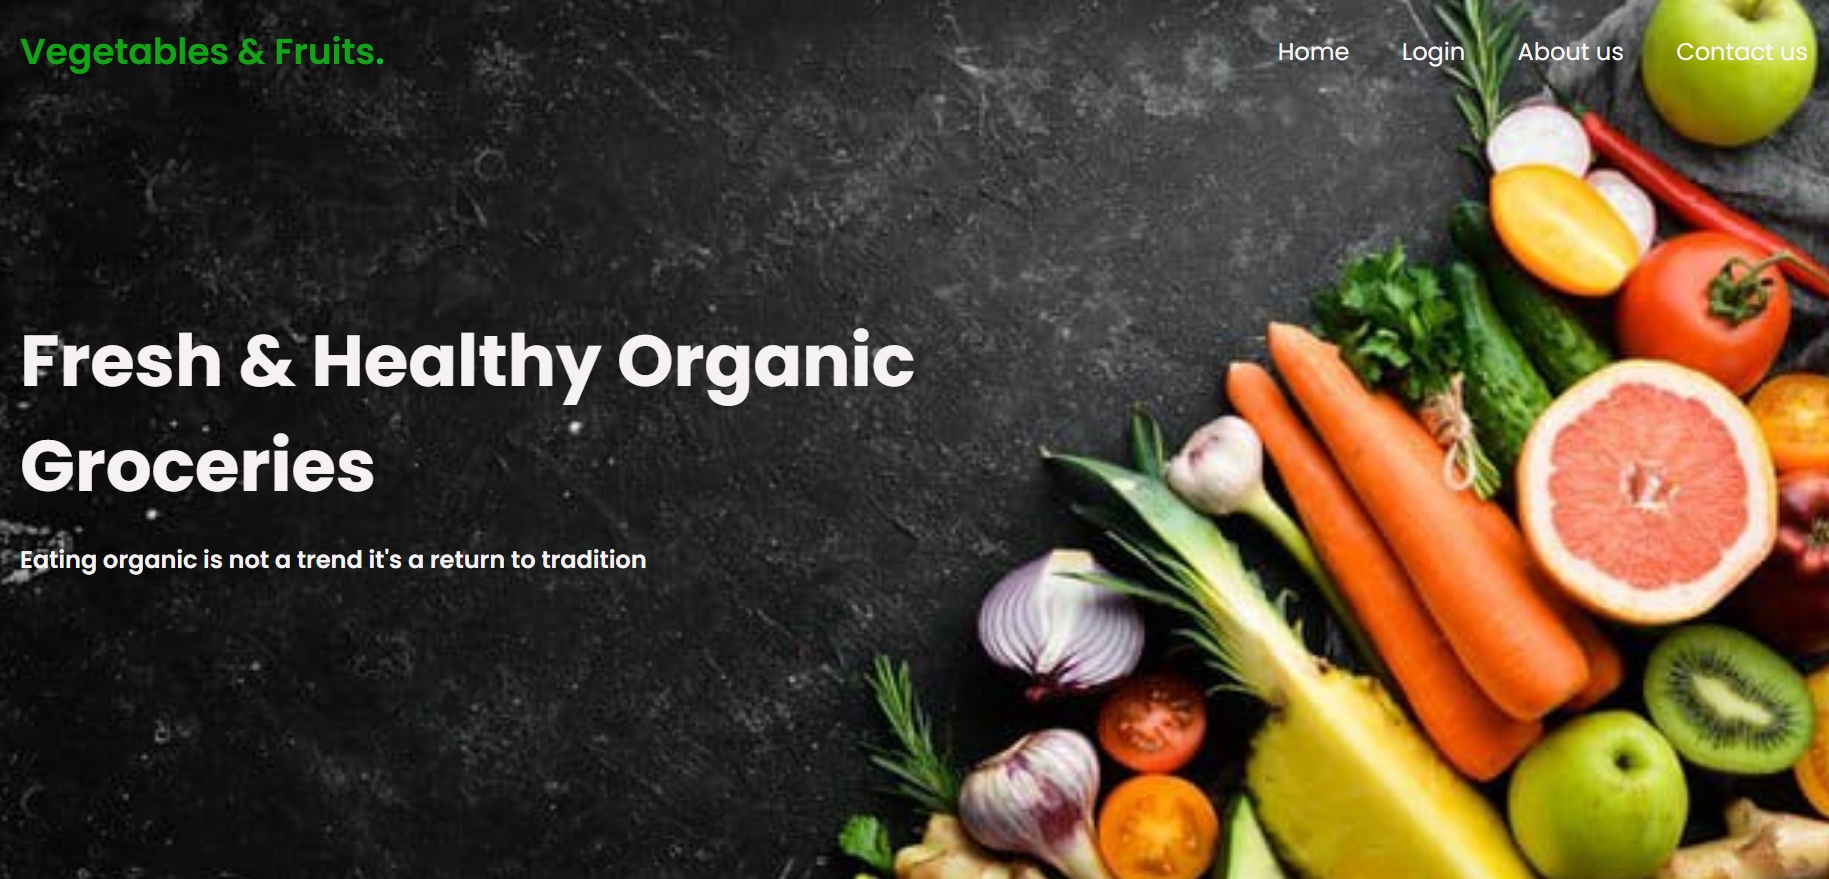 Vegetables & Fruits.
Home Login About us Contact us
Fresh & Healthy Organic
Groceries
Eating organic is not a trend it's a return to tradition